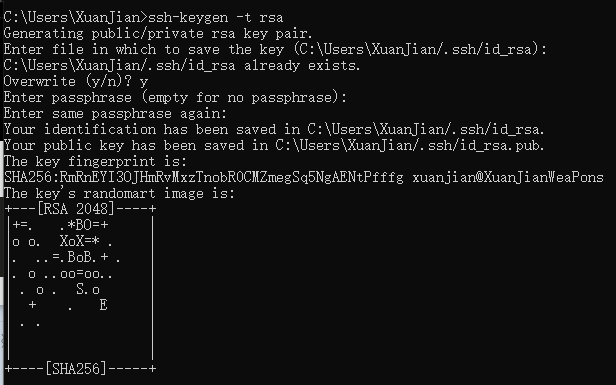 C:\Users\XuanJian>ssh-keygen -t rsa
Generating public/private rsa key pair.
Enter file in which to save the key (C:\Users\XuanJian/.ssh/id_rsa):
C:\Users\XuanJian/.ssh/id_rsa already exists.
Overwrite (y/n)? y
Enter passphrase (empty for no passphrase):
Enter same passphrase again:
Your identification has been saved in C:\Users\XuanJian/.ssh/id_rsa.
Your public key has been saved in C:\Users\XuanJian/.ssh/id_rsa.pub.
The key fingerprint is:
SHA256:RmRnEYI3OJHmRvMxzTnobROCMZmegSq5NgAENtPfffg xuanjian@XuanJianWeaPons
The key's randomart image is:
+---[RSA 2048]----+
|+=.   .*BO=+     |
|o o.  XoX=* .    |
|.  ..=.BoB.+ .   |
|. o ..oo=oo..    |
| . o .  S.o      |
|  +    .   E     |
| . .             |
|                 |
|                 |
+----[SHA256]-----+